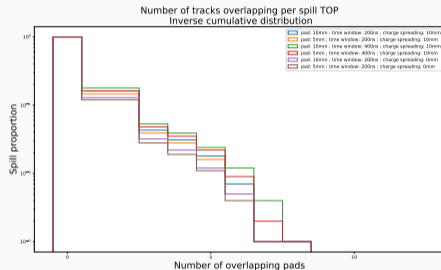 Number of tracks overlapping per spill TOP
Inverse cumulative distribution
pad: 10mm ; time window: 200ns ; charge spreading: 10mm
pad: 5mm ; time window: 200ns ; charge spreading: 10mm
pad: 10mm ; time window: 400ns ; charge spreading: 10mm
pad: 5mm ; time window: 400ns ; charge spreading: 10mm
pad: 10mm ; time window: 200ns ; charge spreading: 0mm
pad: 5mm ; time window: 200ns ; charge spreading: 0mm
Spill proportion
0
5
10
Number of overlapping pads